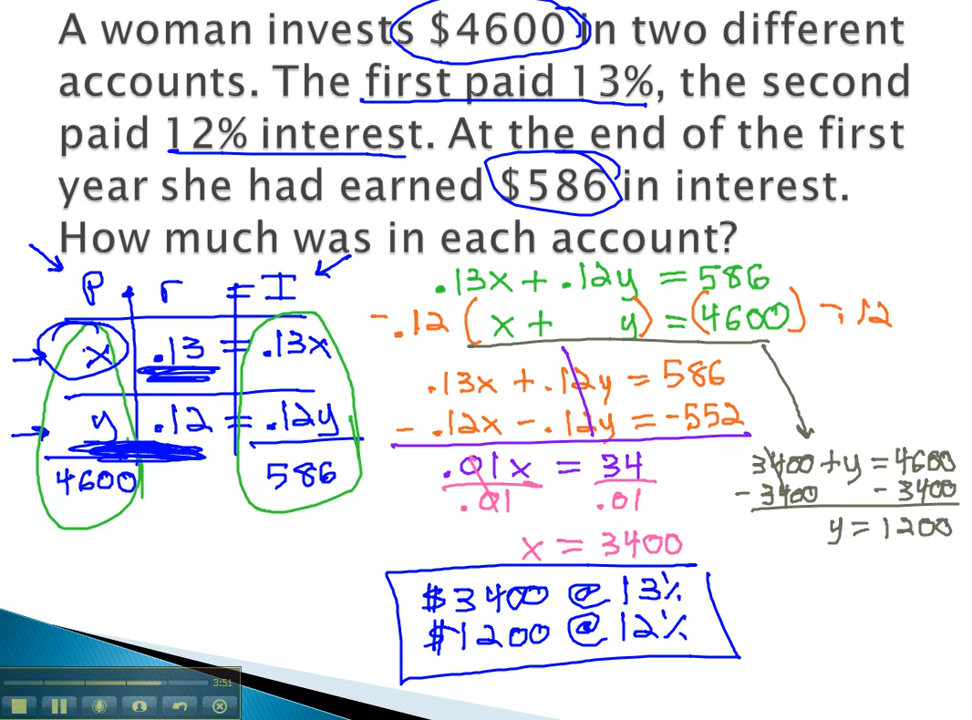 A woman invests $4600 in two different
accounts. The first paid 13%, the second
paid 12% interest. At the end of the first
year she had earned $586 in interest.
How much was in each account?
P · r = I
x .13 = .13x
y .12 = .12y
4600 586
.13x + .12y = 586
-.12 ( x + y ) = (4600) -.12
.13x + .12y = 586
- .12x - .12y = -552
.01x = 34
.01 .01
x = 3400
3400 + y = 4600
- 3400 - 3400
y = 1200
$3400 @ 13%
$1200 @ 12%
3:51